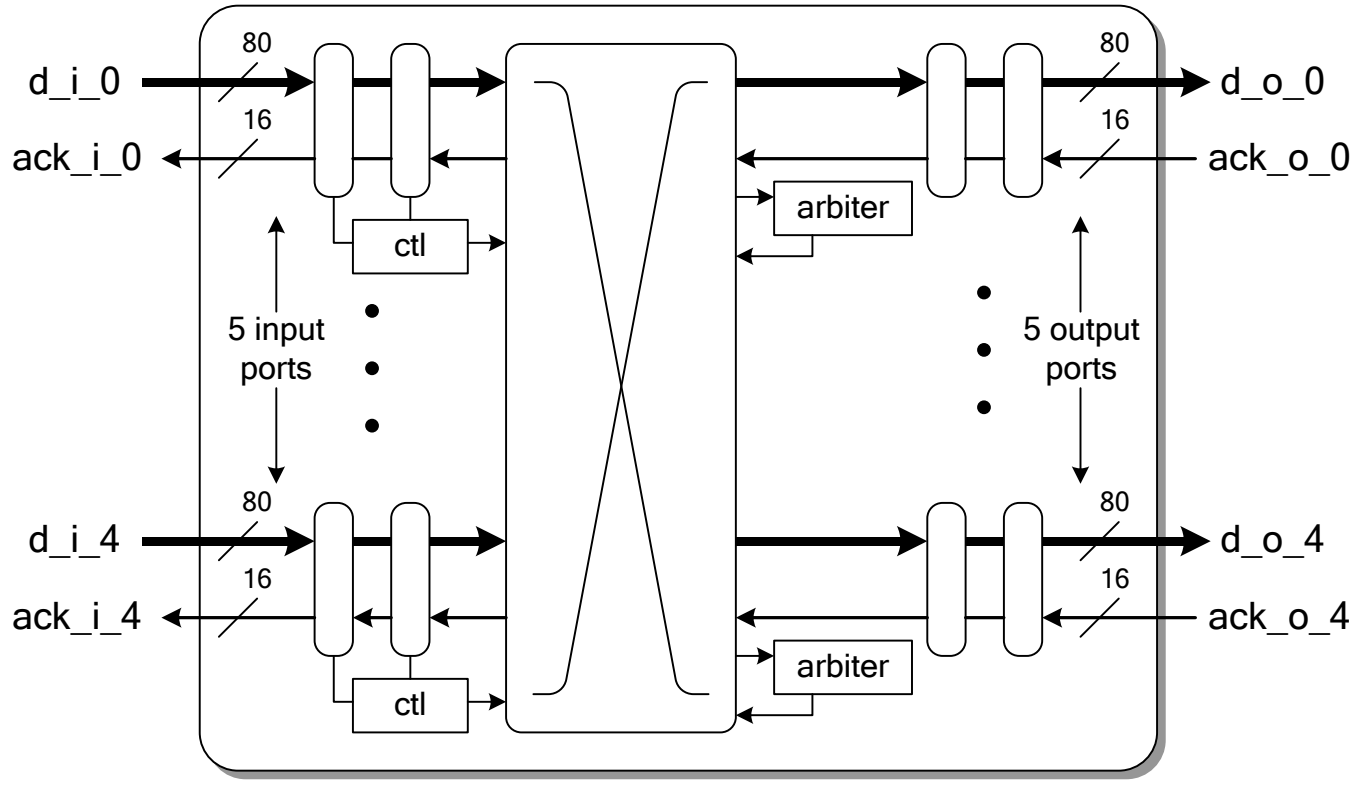 80
80
d_i_0
d_o_0
16
16
ack_i_0
ack_o_0
arbiter
ctl
5 input
ports
5 output
ports
80
80
d_i_4
d_o_4
16
16
ack_i_4
ack_o_4
arbiter
ctl